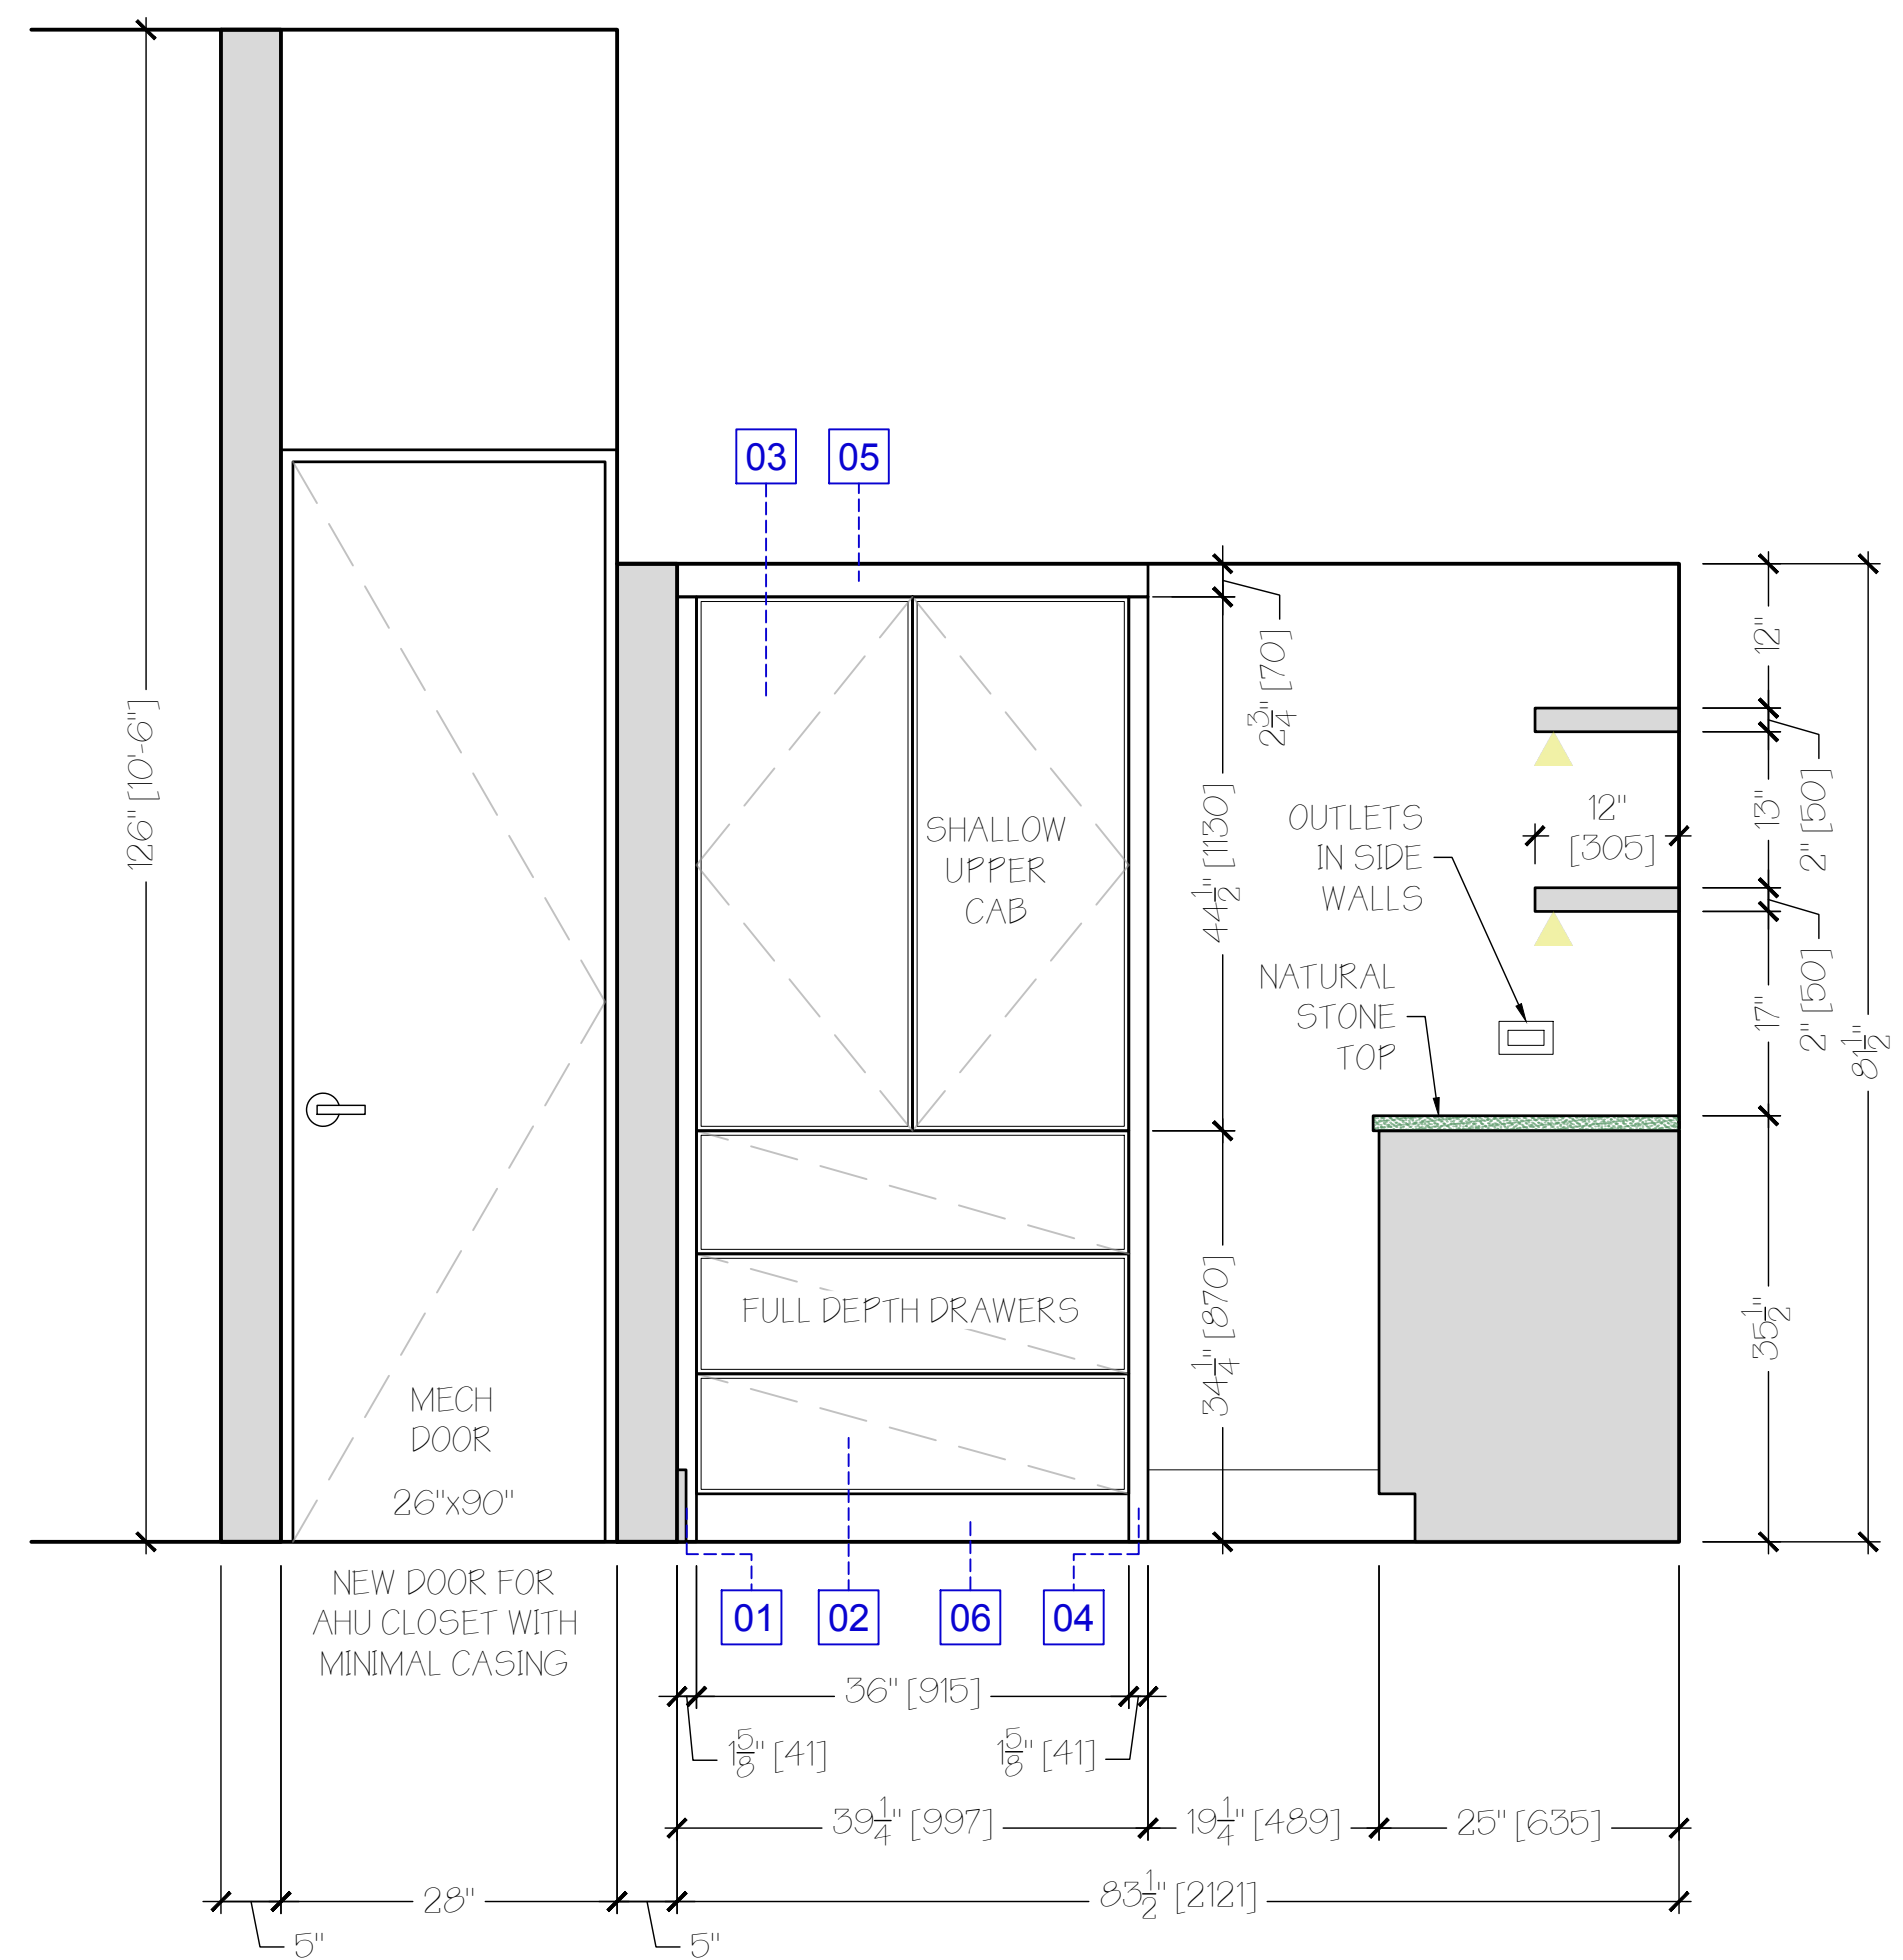 03
05
126" [10'-6"]
2 3/4" [70]
12"
2" [50]
13"
12"
[305]
SHALLOW
UPPER
CAB
OUTLETS
IN SIDE
WALLS
44 1/2" [1130]
2" [50]
NATURAL
STONE
TOP
17"
81 1/2"
FULL DEPTH DRAWERS
34 1/4" [870]
35 1/2"
MECH
DOOR
26"x90"
NEW DOOR FOR
AHU CLOSET WITH
MINIMAL CASING
01
02
06
04
36" [915]
1 5/8" [41]
1 5/8" [41]
39 1/4" [997]
19 1/4" [489]
25" [635]
28"
83 1/2" [2121]
5"
5"